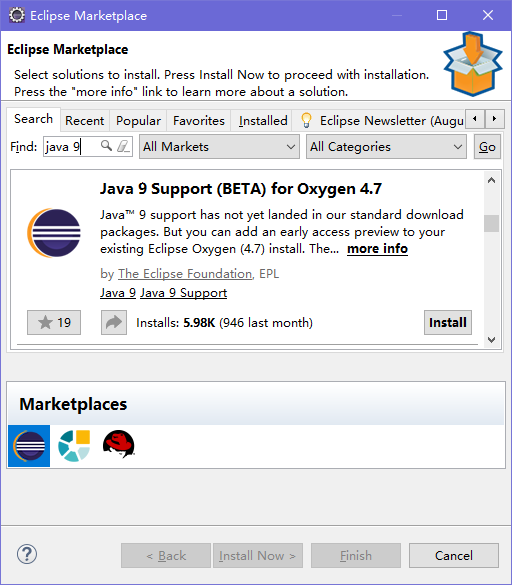 Eclipse Marketplace
Eclipse Marketplace
Select solutions to install. Press Install Now to proceed with installation.
Press the "more info" link to learn more about a solution.
Search Recent Popular Favorites Installed Eclipse Newsletter (Augu
Find: java 9 All Markets All Categories Go
Java 9 Support (BETA) for Oxygen 4.7
Java™ 9 support has not yet landed in our standard download
packages. But you can add an early access preview to your
existing Eclipse Oxygen (4.7) install. The... more info
by The Eclipse Foundation, EPL
Java 9 Java 9 Support
19 Installs: 5.98K (946 last month) Install
Marketplaces
? < Back Install Now > Finish Cancel